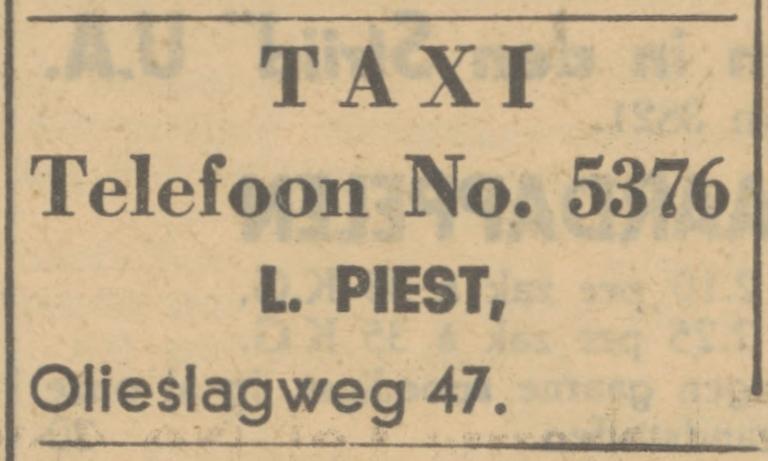 TAXI
Telefoon No. 5376
L. PIEST,
Olieslagweg 47.